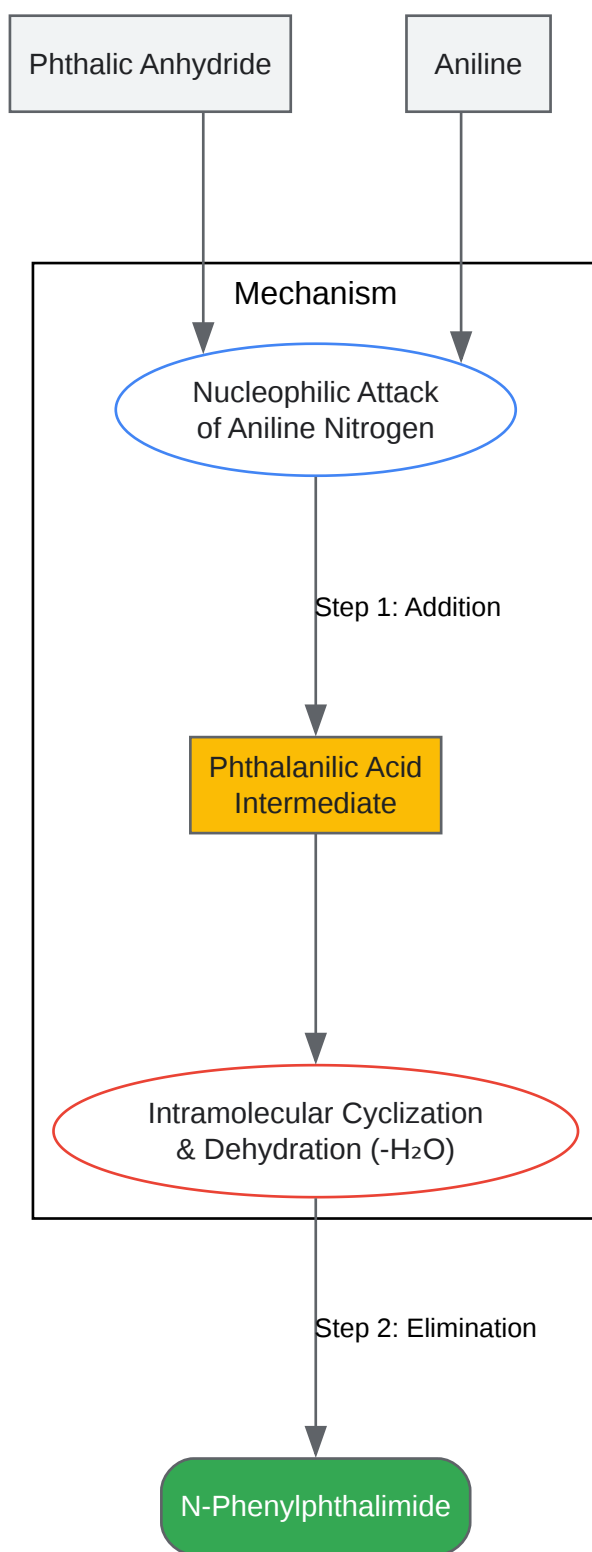 Phthalic Anhydride
Aniline
Mechanism
Nucleophilic Attack
of Aniline Nitrogen
Step 1: Addition
Phthalanilic Acid
Intermediate
Intramolecular Cyclization
& Dehydration (-H₂O)
Step 2: Elimination
N-Phenylphthalimide